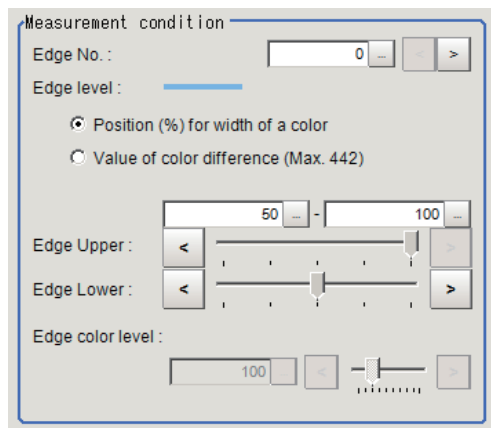 Measurement condition
Edge No. : 0 ... < >
Edge level :
Position (%) for width of a color
Value of color difference (Max. 442)
50 ... - 100 ...
Edge Upper : < >
Edge Lower : < >
Edge color level :
100 ... < >